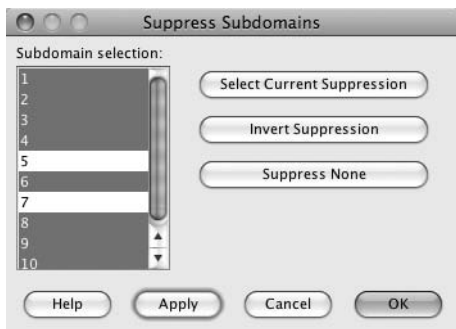 Suppress Subdomains
Subdomain selection:
1
2
3
4
5
6
7
8
9
10
Select Current Suppression
Invert Suppression
Suppress None
Help
Apply
Cancel
OK